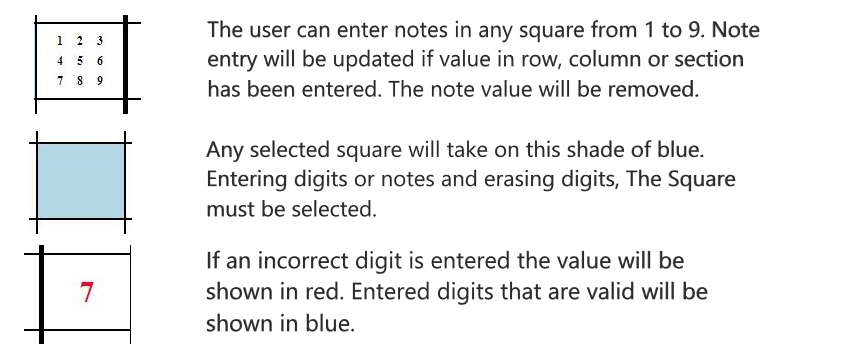 1 2 3
4 5 6
7 8 9
The user can enter notes in any square from 1 to 9. Note
entry will be updated if value in row, column or section
has been entered. The note value will be removed.
Any selected square will take on this shade of blue.
Entering digits or notes and erasing digits, The Square
must be selected.
7
If an incorrect digit is entered the value will be
shown in red. Entered digits that are valid will be
shown in blue.